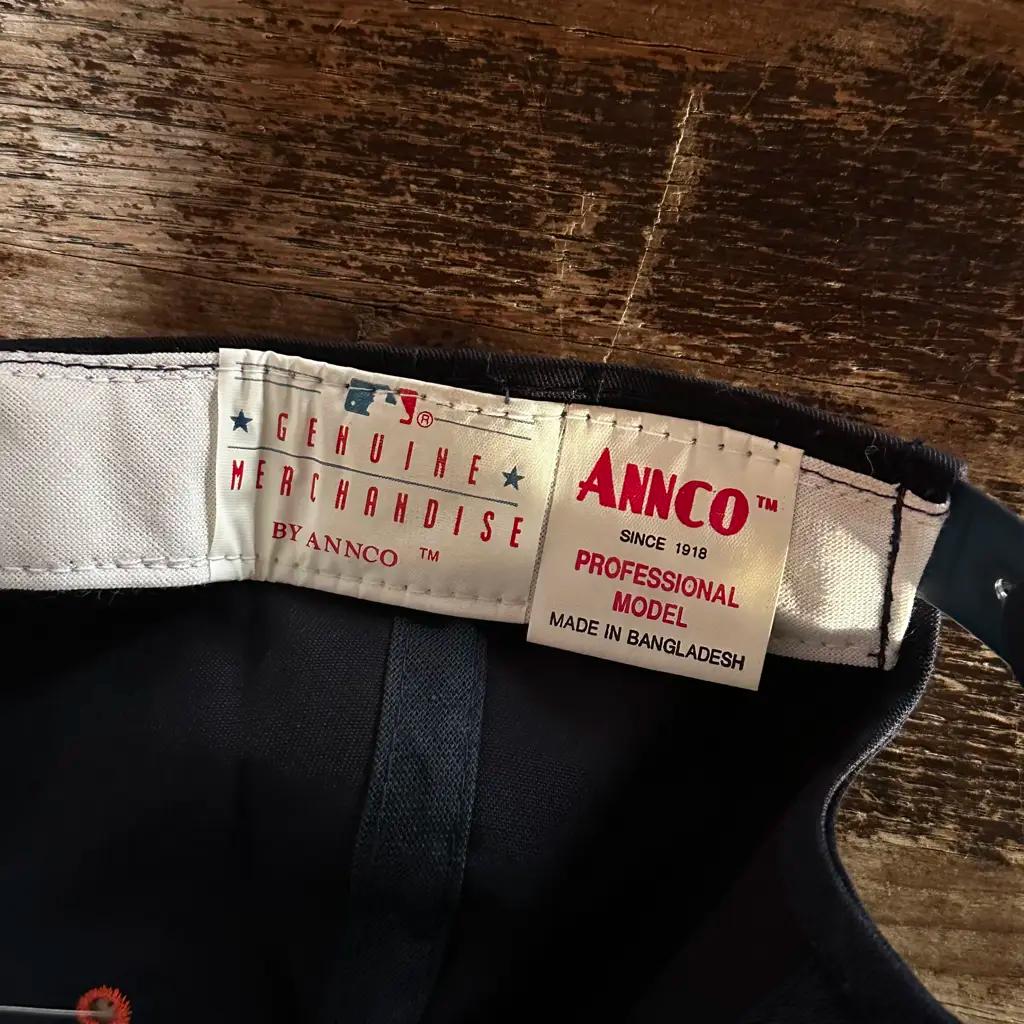 ®
GENUINE
MERCHANDISE
BY ANNCO ™
ANNCO™
SINCE 1918
PROFESSIONAL
MODEL
MADE IN BANGLADESH